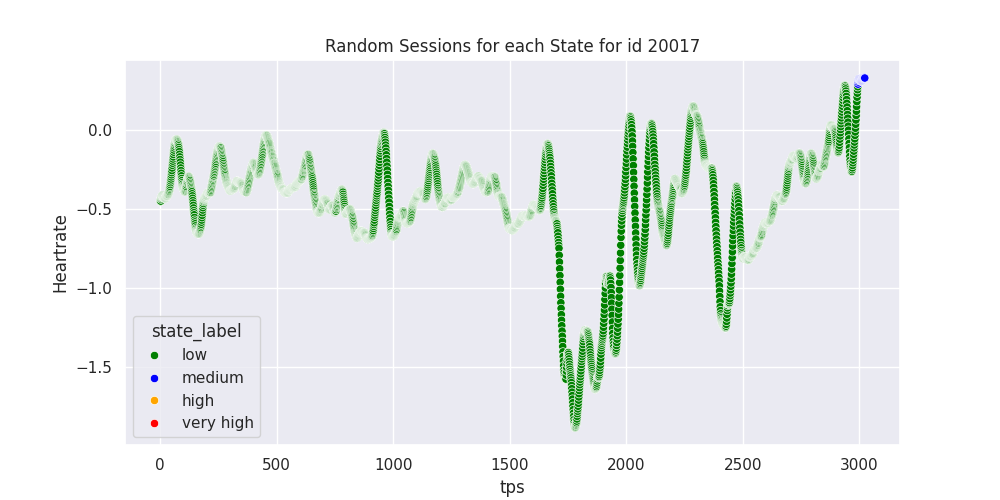 Random Sessions for each State for id 20017
Heartrate
0.0
−0.5
−1.0
−1.5
state_label
low
medium
high
very high
0 500 1000 1500 2000 2500 3000
tps